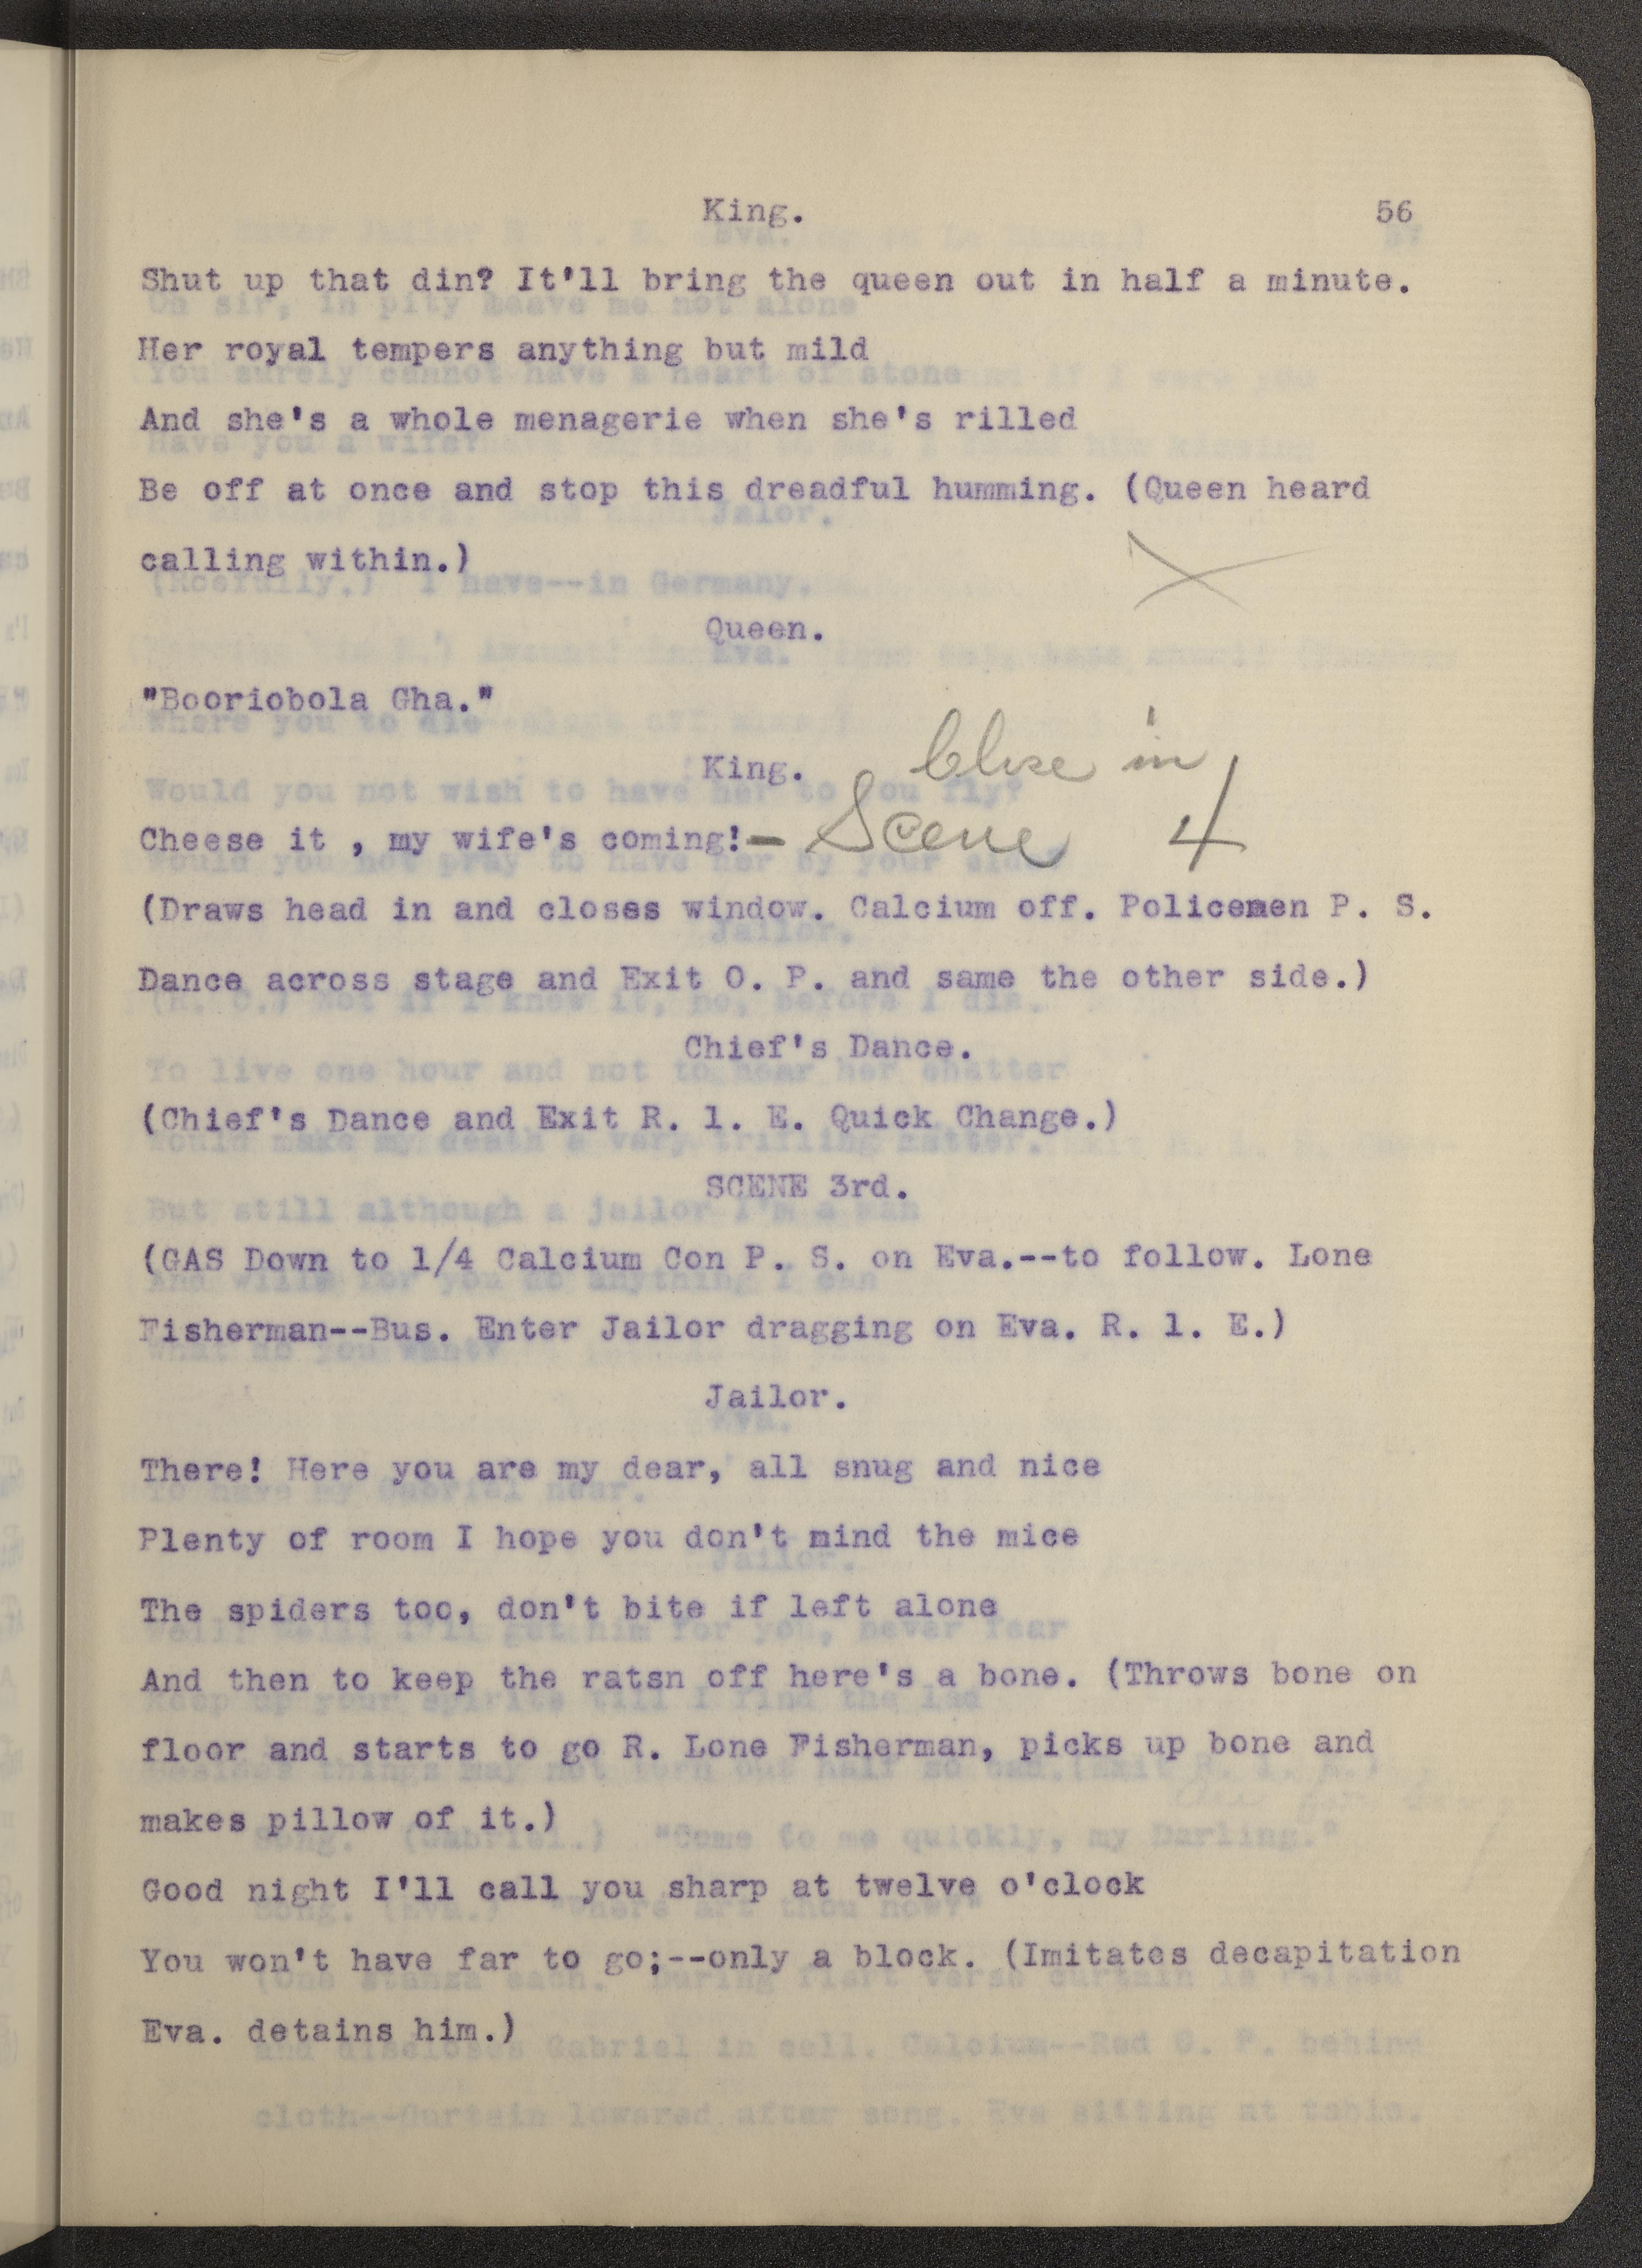 King. 56
Shut up that din? It'll bring the queen out in half a minute.
Her royal tempers anything but mild
And she's a whole menagerie when she's rilled
Be off at once and stop this dreadful humming. (Queen heard
calling within.)
Queen.
"Booriobola Gha."
close in
King.
Cheese it , my wife's coming!— Scene 4
(Draws head in and closes window. Calcium off. Policemen P. S.
Dance across stage and Exit O. P. and same the other side.)
Chief's Dance.
(Chief's Dance and Exit R. 1. E. Quick Change.)
SCENE 3rd.
(GAS Down to 1/4 Calcium Con P. S. on Eva.--to follow. Lone
Fisherman--Bus. Enter Jailor dragging on Eva. R. 1. E.)
Jailor.
There! Here you are my dear, all snug and nice
Plenty of room I hope you don't mind the mice
The spiders too, don't bite if left alone
And then to keep the ratsn off here's a bone. (Throws bone on
floor and starts to go R. Lone Fisherman, picks up bone and
makes pillow of it.)
Good night I'll call you sharp at twelve o'clock
You won't have far to go;--only a block. (Imitates decapitation
Eva. detains him.)